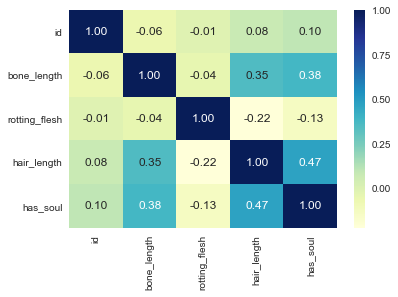 id 1.00 -0.06 -0.01 0.08 0.10
bone_length -0.06 1.00 -0.04 0.35 0.38
rotting_flesh -0.01 -0.04 1.00 -0.22 -0.13
hair_length 0.08 0.35 -0.22 1.00 0.47
has_soul 0.10 0.38 -0.13 0.47 1.00
id
bone_length
rotting_flesh
hair_length
has_soul
1.00
0.75
0.50
0.25
0.00